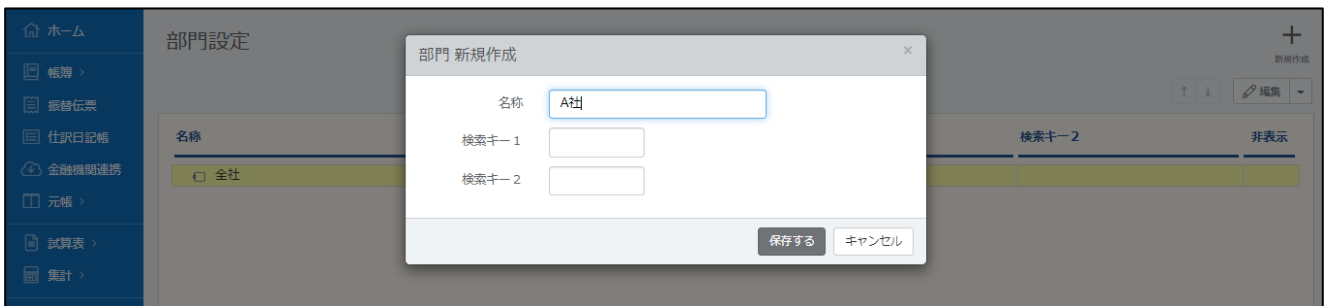 ホーム
帳簿 >
振替伝票
仕訳日記帳
金融機関連携
元帳 >
試算表 >
集計 >
部門設定
+
新規作成
↑ ↓ 編集
名称 検索キー2 非表示
全社
部門 新規作成 ×
名称 A社
検索キー1
検索キー2
保存する キャンセル